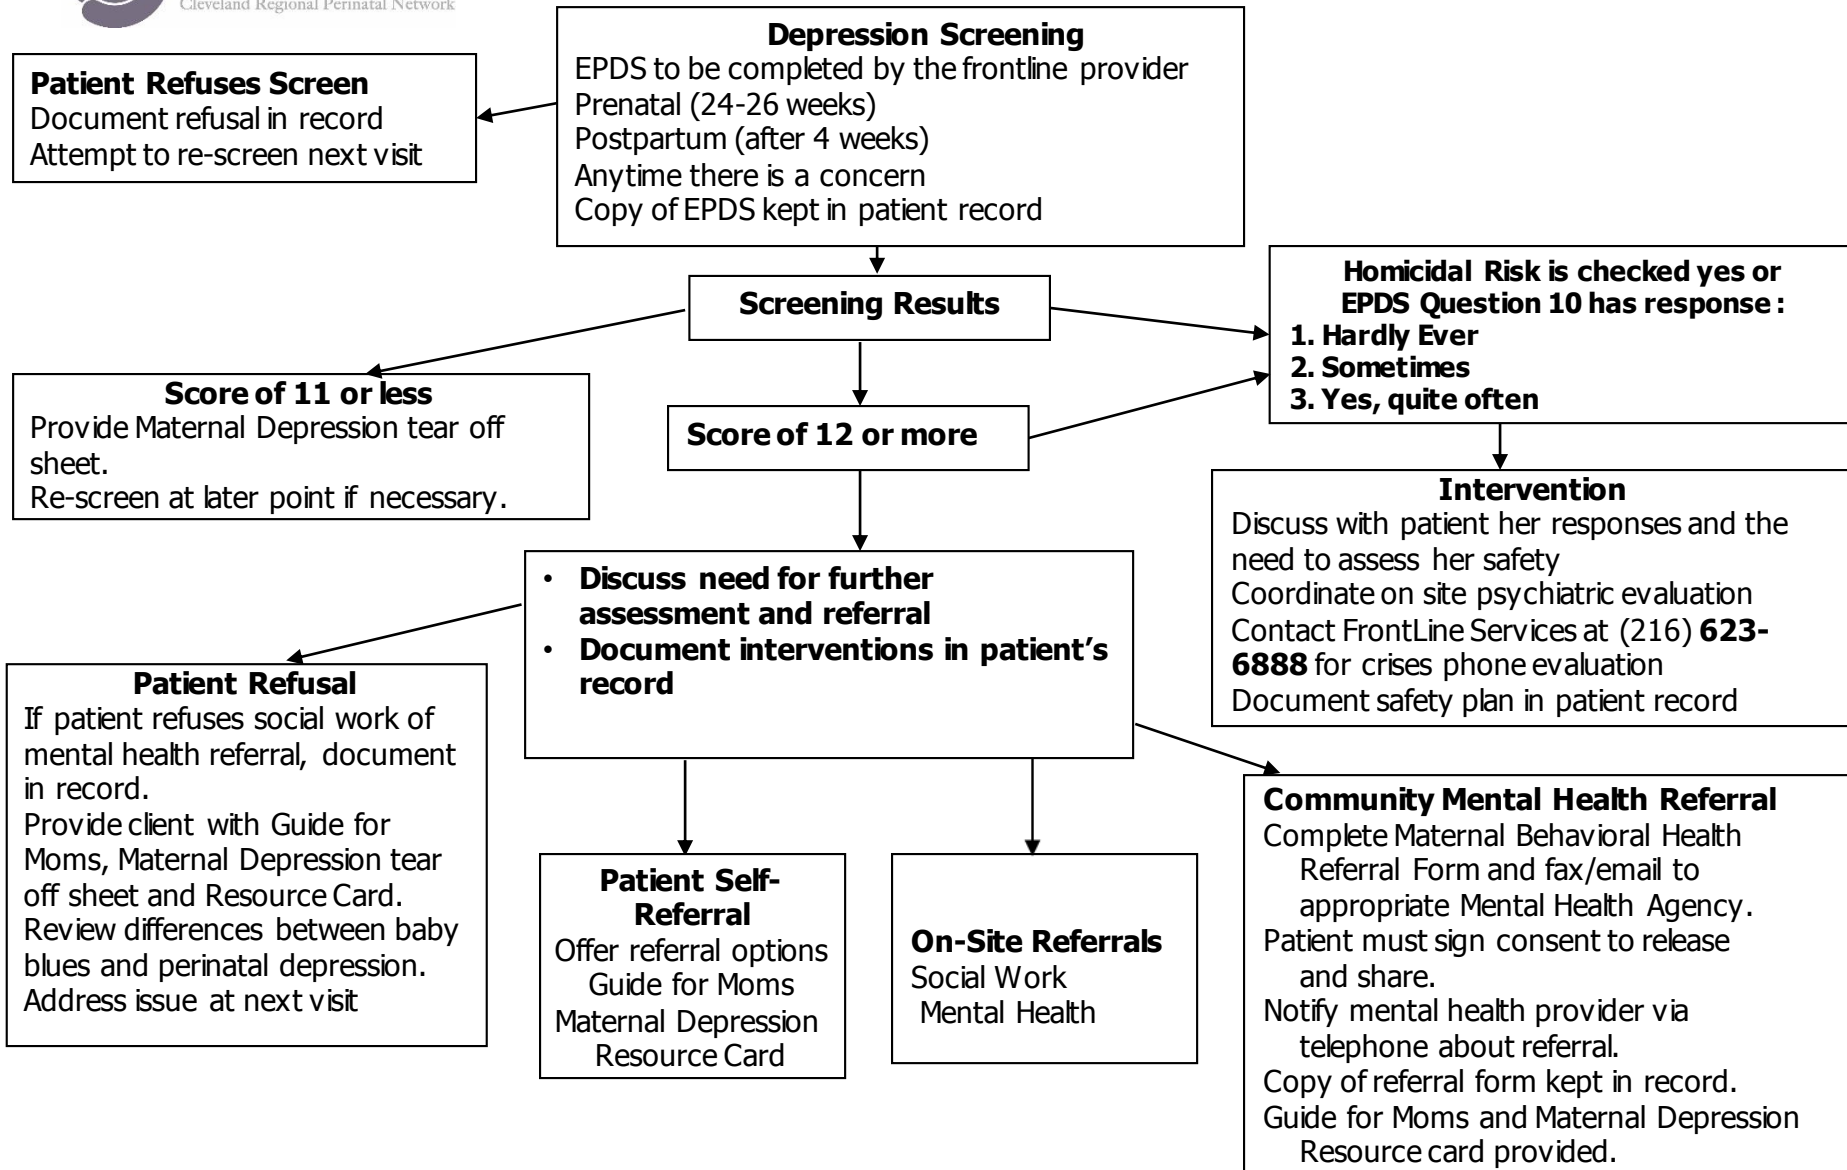 Cleveland Regional Perinatal Network
Depression Screening
EPDS to be completed by the frontline provider
Prenatal (24-26 weeks)
Postpartum (after 4 weeks)
Anytime there is a concern
Copy of EPDS kept in patient record
Patient Refuses Screen
Document refusal in record
Attempt to re-screen next visit
Screening Results
Homicidal Risk is checked yes or
EPDS Question 10 has response :
1. Hardly Ever
2. Sometimes
3. Yes, quite often
Score of 11 or less
Provide Maternal Depression tear off
sheet.
Re-screen at later point if necessary.
Score of 12 or more
Intervention
Discuss with patient her responses and the
need to assess her safety
Coordinate on site psychiatric evaluation
Contact FrontLine Services at (216) 623-
6888 for crises phone evaluation
Document safety plan in patient record
• Discuss need for further
assessment and referral
• Document interventions in patient’s
record
Patient Refusal
If patient refuses social work of
mental health referral, document
in record.
Provide client with Guide for
Moms, Maternal Depression tear
off sheet and Resource Card.
Review differences between baby
blues and perinatal depression.
Address issue at next visit
Patient Self-
Referral
Offer referral options
Guide for Moms
Maternal Depression
Resource Card
On-Site Referrals
Social Work
Mental Health
Community Mental Health Referral
Complete Maternal Behavioral Health
Referral Form and fax/email to
appropriate Mental Health Agency.
Patient must sign consent to release
and share.
Notify mental health provider via
telephone about referral.
Copy of referral form kept in record.
Guide for Moms and Maternal Depression
Resource card provided.